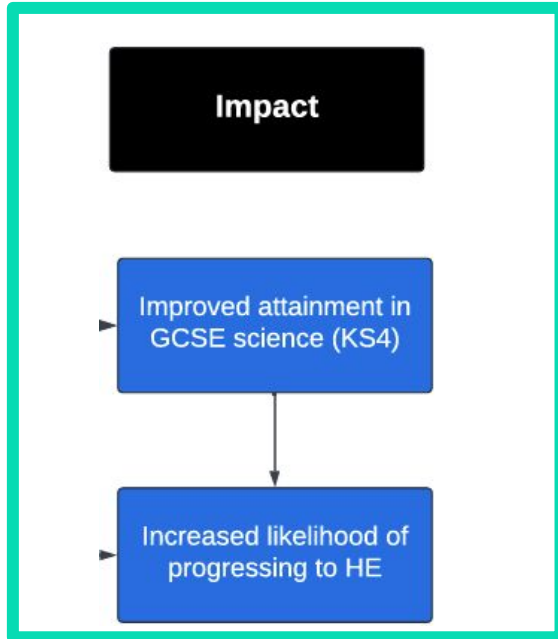 Impact
Improved attainment in
GCSE science (KS4)
Increased likelihood of
progressing to HE